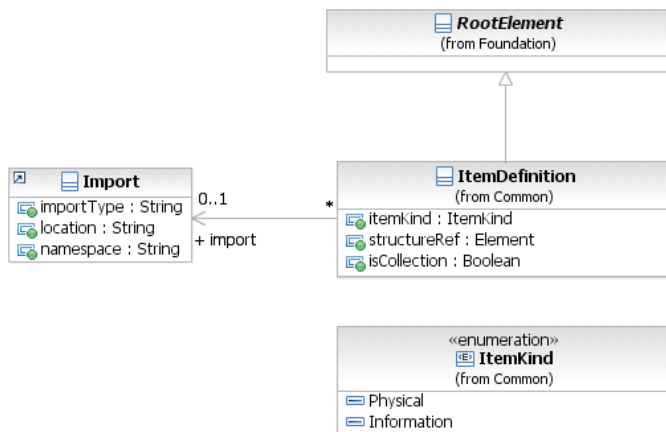 RootElement
(from Foundation)
Import
importType : String
location : String
namespace : String
0..1
*
+ import
ItemDefinition
(from Common)
itemKind : ItemKind
structureRef : Element
isCollection : Boolean
«enumeration»
E ItemKind
(from Common)
Physical
Information